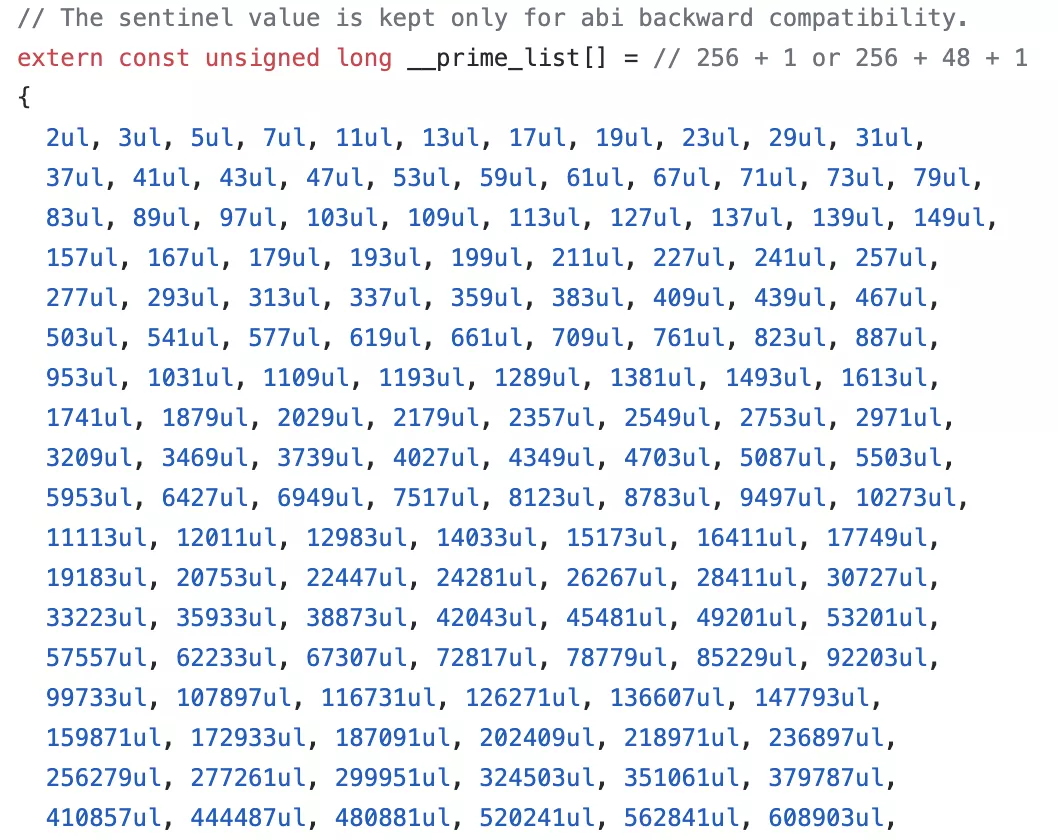 // The sentinel value is kept only for abi backward compatibility.
extern const unsigned long __prime_list[] = // 256 + 1 or 256 + 48 + 1
{
2ul, 3ul, 5ul, 7ul, 11ul, 13ul, 17ul, 19ul, 23ul, 29ul, 31ul,
37ul, 41ul, 43ul, 47ul, 53ul, 59ul, 61ul, 67ul, 71ul, 73ul, 79ul,
83ul, 89ul, 97ul, 103ul, 109ul, 113ul, 127ul, 137ul, 139ul, 149ul,
157ul, 167ul, 179ul, 193ul, 199ul, 211ul, 227ul, 241ul, 257ul,
277ul, 293ul, 313ul, 337ul, 359ul, 383ul, 409ul, 439ul, 467ul,
503ul, 541ul, 577ul, 619ul, 661ul, 709ul, 761ul, 823ul, 887ul,
953ul, 1031ul, 1109ul, 1193ul, 1289ul, 1381ul, 1493ul, 1613ul,
1741ul, 1879ul, 2029ul, 2179ul, 2357ul, 2549ul, 2753ul, 2971ul,
3209ul, 3469ul, 3739ul, 4027ul, 4349ul, 4703ul, 5087ul, 5503ul,
5953ul, 6427ul, 6949ul, 7517ul, 8123ul, 8783ul, 9497ul, 10273ul,
11113ul, 12011ul, 12983ul, 14033ul, 15173ul, 16411ul, 17749ul,
19183ul, 20753ul, 22447ul, 24281ul, 26267ul, 28411ul, 30727ul,
33223ul, 35933ul, 38873ul, 42043ul, 45481ul, 49201ul, 53201ul,
57557ul, 62233ul, 67307ul, 72817ul, 78779ul, 85229ul, 92203ul,
99733ul, 107897ul, 116731ul, 126271ul, 136607ul, 147793ul,
159871ul, 172933ul, 187091ul, 202409ul, 218971ul, 236897ul,
256279ul, 277261ul, 299951ul, 324503ul, 351061ul, 379787ul,
410857ul, 444487ul, 480881ul, 520241ul, 562841ul, 608903ul,